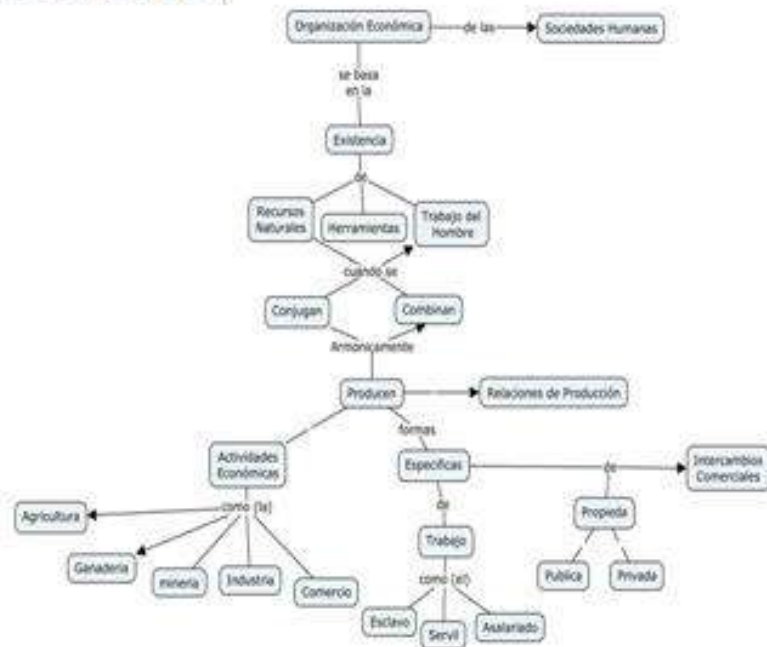 Organización Económica
de las
Sociedades Humanas
se basa
en la
Existencia
de
Recursos
Naturales
Herramientas
Trabajo del
Hombre
cuando se
Conjugan
Combinan
Armonicamente
Producen
Relaciones de Producción
formas
Actividades
Económicas
Especificas
de
Intercambios
Comerciales
como (la)
Agricultura
Ganaderia
mineria
Industria
Comercio
de
Trabajo
Propieda
como (el)
Publica
Privada
Esclavo
Servil
Asalariado